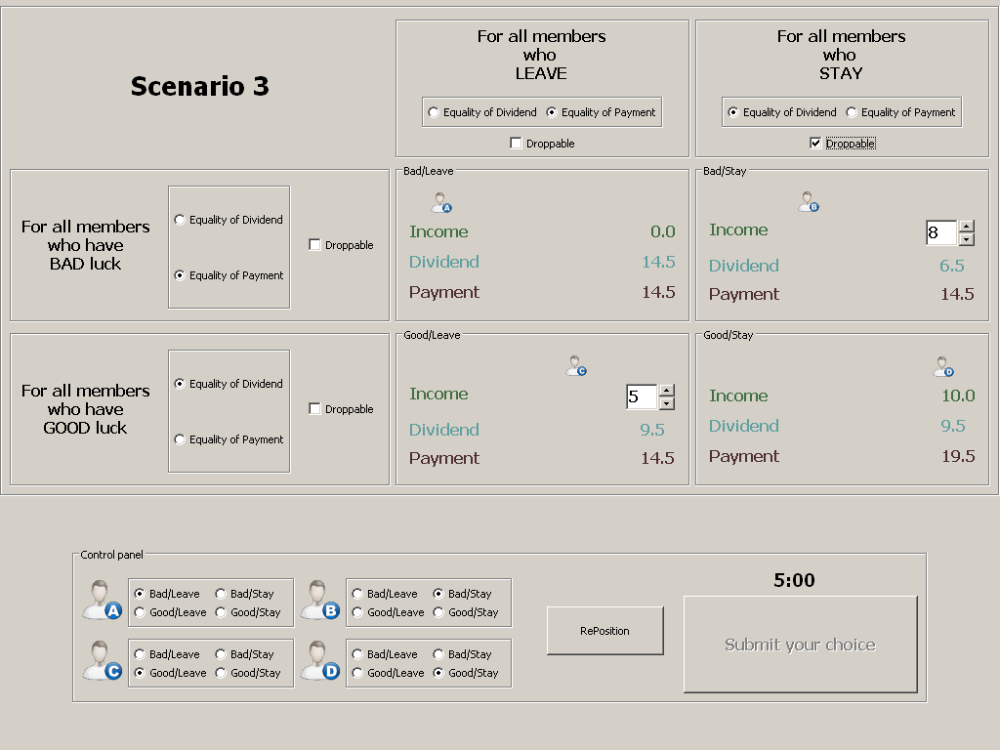 Scenario 3
For all members
who
LEAVE
Equality of Dividend Equality of Payment
Droppable
For all members
who
STAY
Equality of Dividend Equality of Payment
Droppable
For all members
who have
BAD luck
Equality of Dividend
Equality of Payment
Droppable
Bad/Leave
A
Income 0.0
Dividend 14.5
Payment 14.5
Bad/Stay
B
Income 8
Dividend 6.5
Payment 14.5
For all members
who have
GOOD luck
Equality of Dividend
Equality of Payment
Droppable
Good/Leave
C
Income 5
Dividend 9.5
Payment 14.5
Good/Stay
D
Income 10.0
Dividend 9.5
Payment 19.5
Control panel
A
Bad/Leave Bad/Stay
Good/Leave Good/Stay
B
Bad/Leave Bad/Stay
Good/Leave Good/Stay
C
Bad/Leave Bad/Stay
Good/Leave Good/Stay
D
Bad/Leave Bad/Stay
Good/Leave Good/Stay
RePosition
5:00
Submit your choice